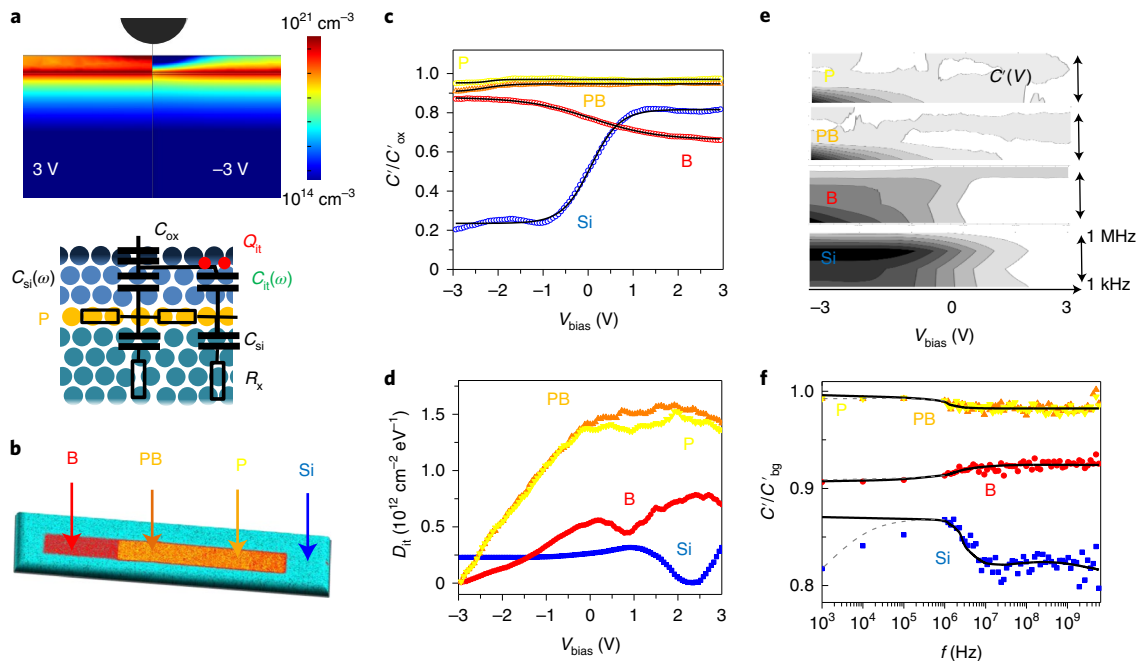 a
10²¹ cm⁻³
3 V
−3 V
10¹⁴ cm⁻³
C_ox
Q_it
C_si(ω)
C_it(ω)
P
C_si
R_x
b
B
PB
P
Si
c
P
PB
B
Si
C′/C′_ox
1.0
0.8
0.6
0.4
0.2
0
−3
−2
−1
0
1
2
3
V_bias (V)
d
PB
P
B
Si
D_it (10¹² cm⁻² eV⁻¹)
1.5
1.0
0.5
0
−3
−2
−1
0
1
2
3
V_bias (V)
e
P
C′(V)
PB
B
Si
1 MHz
1 kHz
−3
0
3
V_bias (V)
f
P
PB
B
Si
C′/C′_bg
1.0
0.9
0.8
10³
10⁴
10⁵
10⁶
10⁷
10⁸
10⁹
f (Hz)